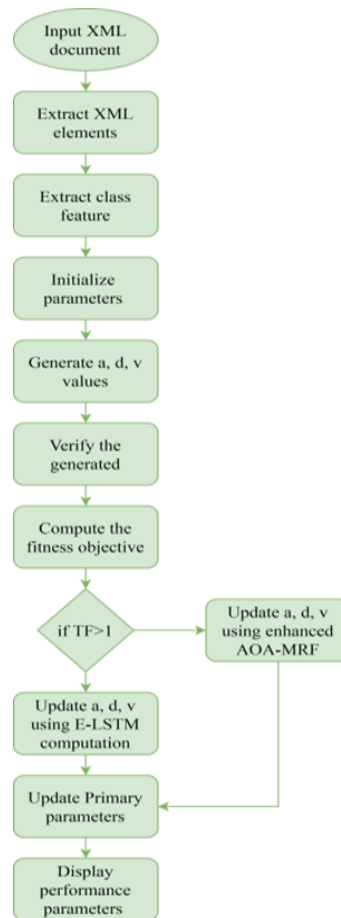 Input XML
document
Extract XML
elements
Extract class
feature
Initialize
parameters
Generate a, d, v
values
Verify the
generated
Compute the
fitness objective
if TF>1
Update a, d, v
using enhanced
AOA-MRF
Update a, d, v
using E-LSTM
computation
Update Primary
parameters
Display
performance
parameters